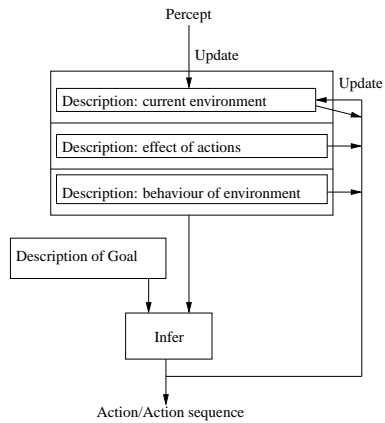 Percept
Update
Update
Description: current environment
Description: effect of actions
Description: behaviour of environment
Description of Goal
Infer
Action/Action sequence